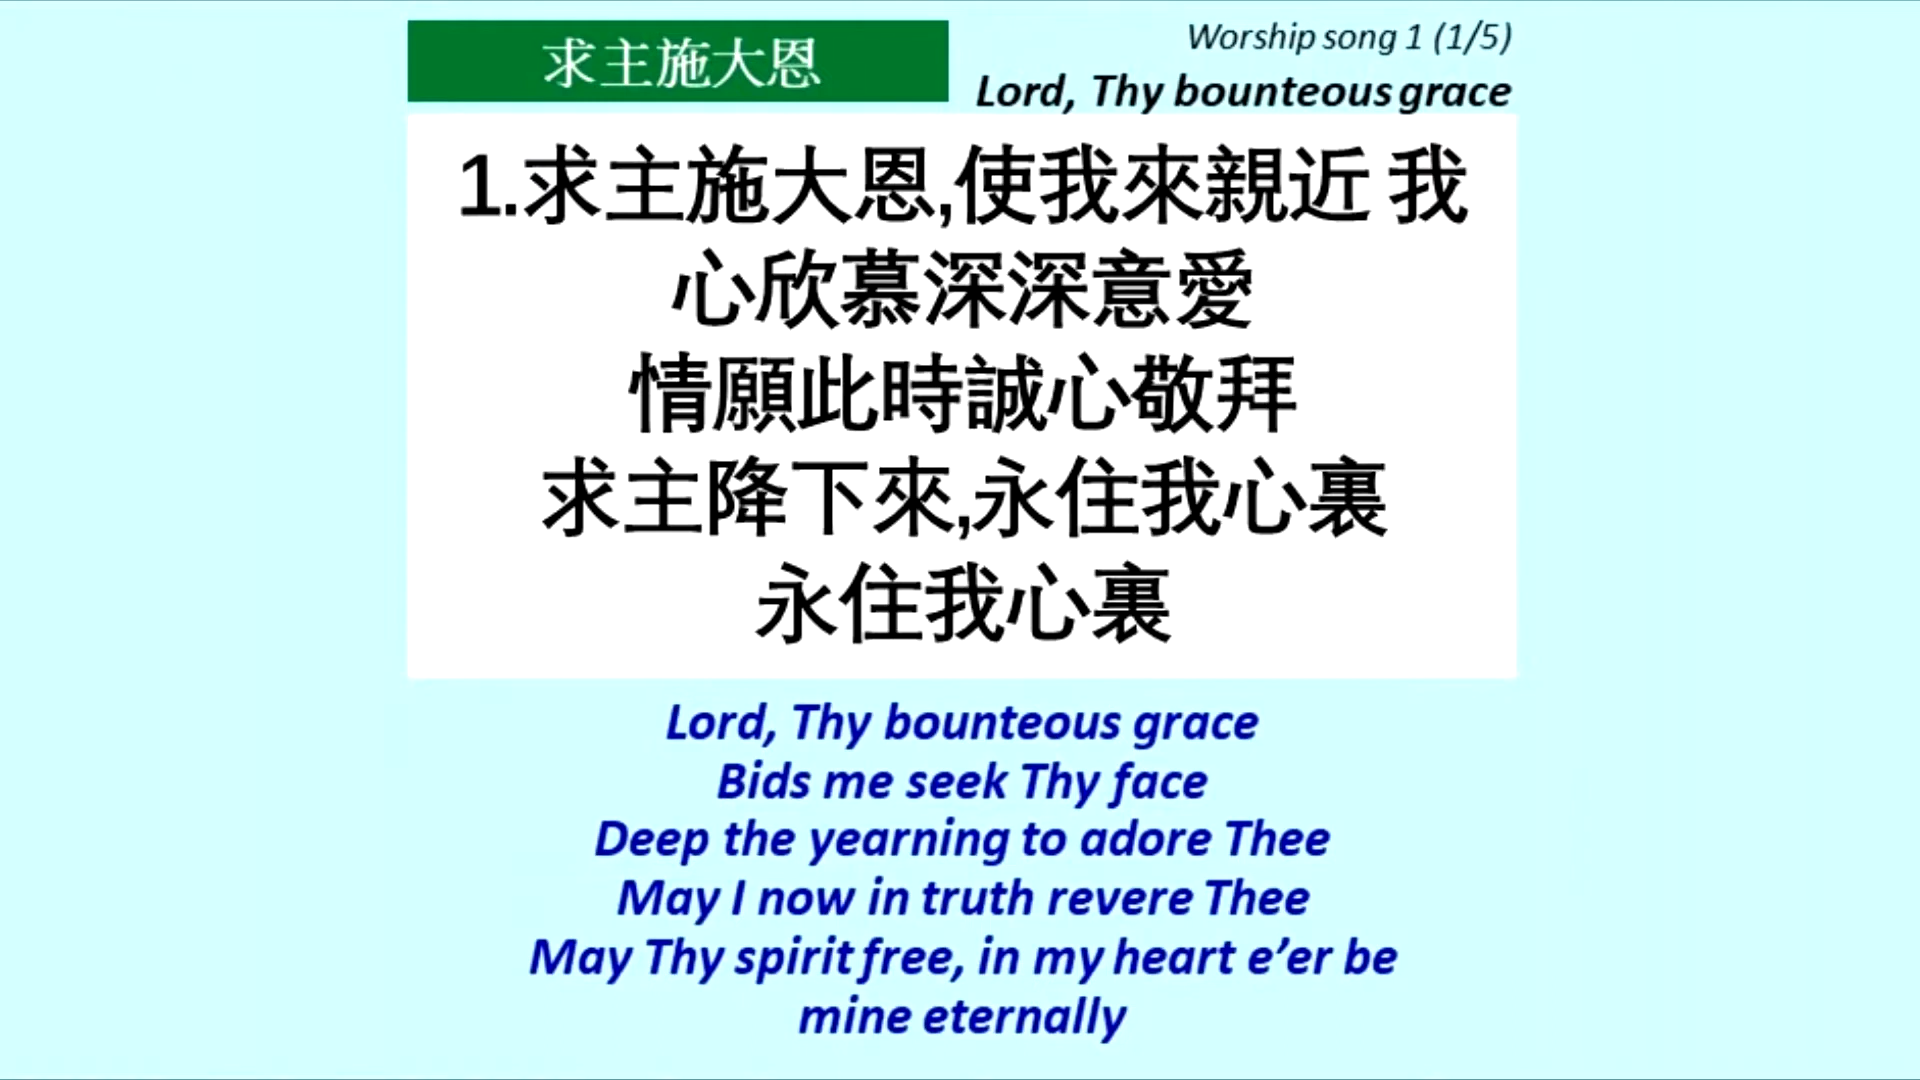 求主施大恩
Worship song 1 (1/5)
Lord, Thy bounteous grace
1.求主施大恩,使我來親近 我
心欣慕深深意愛
情願此時誠心敬拜
求主降下來,永住我心裏
永住我心裏
Lord, Thy bounteous grace
Bids me seek Thy face
Deep the yearning to adore Thee
May I now in truth revere Thee
May Thy spirit free, in my heart e’er be
mine eternally